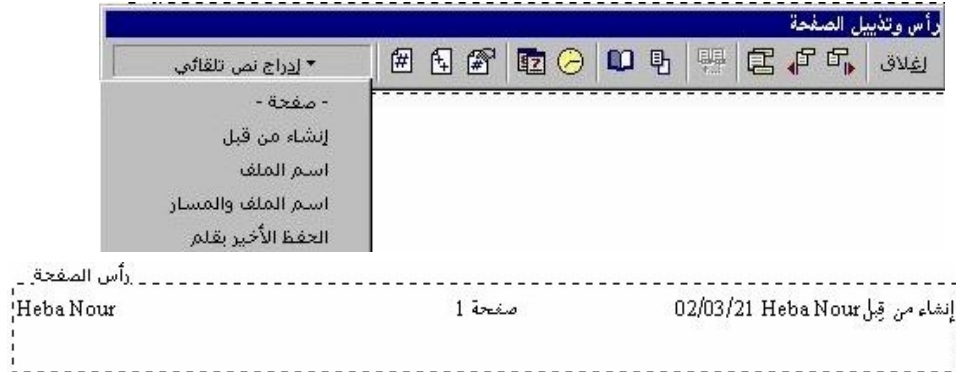 رأس وتذييل الصفحة
إغلاق
إدراج نص تلقائي
- صفحة -
إنشاء من قبل
اسم الملف
اسم الملف والمسار
الحفظ الأخير بقلم
رأس الصفحة
إنشاء من قِبل Heba Nour 02/03/21 صفحة 1 Heba Nour